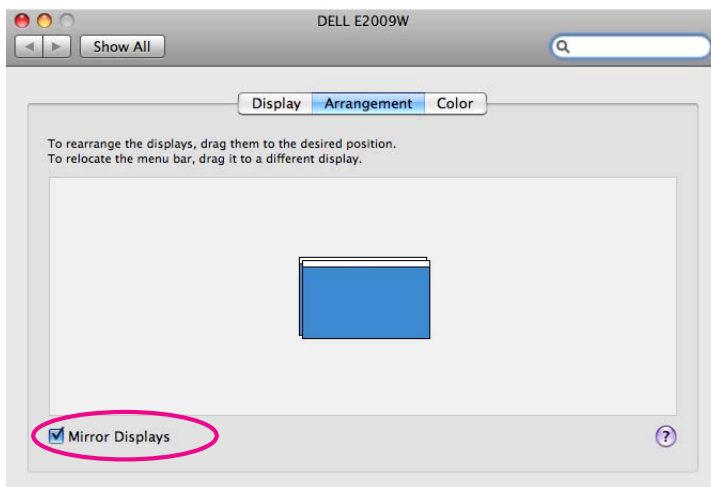 DELL E2009W
Show All
Display Arrangement Color
To rearrange the displays, drag them to the desired position.
To relocate the menu bar, drag it to a different display.
Mirror Displays
?